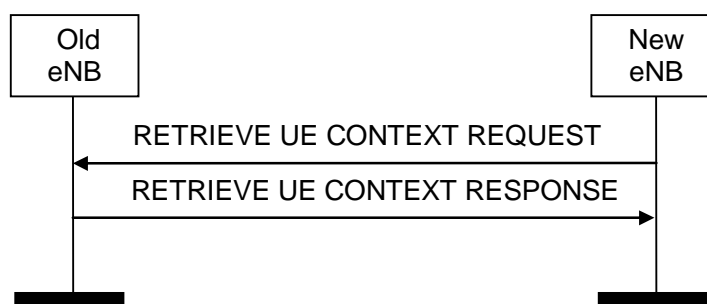 Old
eNB
New
eNB
RETRIEVE UE CONTEXT REQUEST
RETRIEVE UE CONTEXT RESPONSE